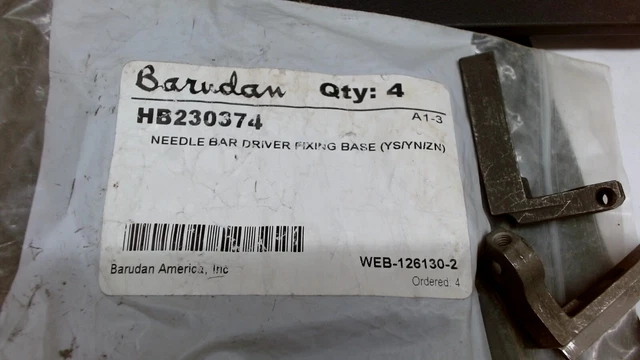 Barudan Qty: 4
HB230374 A1-3
NEEDLE BAR DRIVER FIXING BASE (YS/YN/ZN)
Barudan America, Inc WEB-126130-2
Ordered: 4